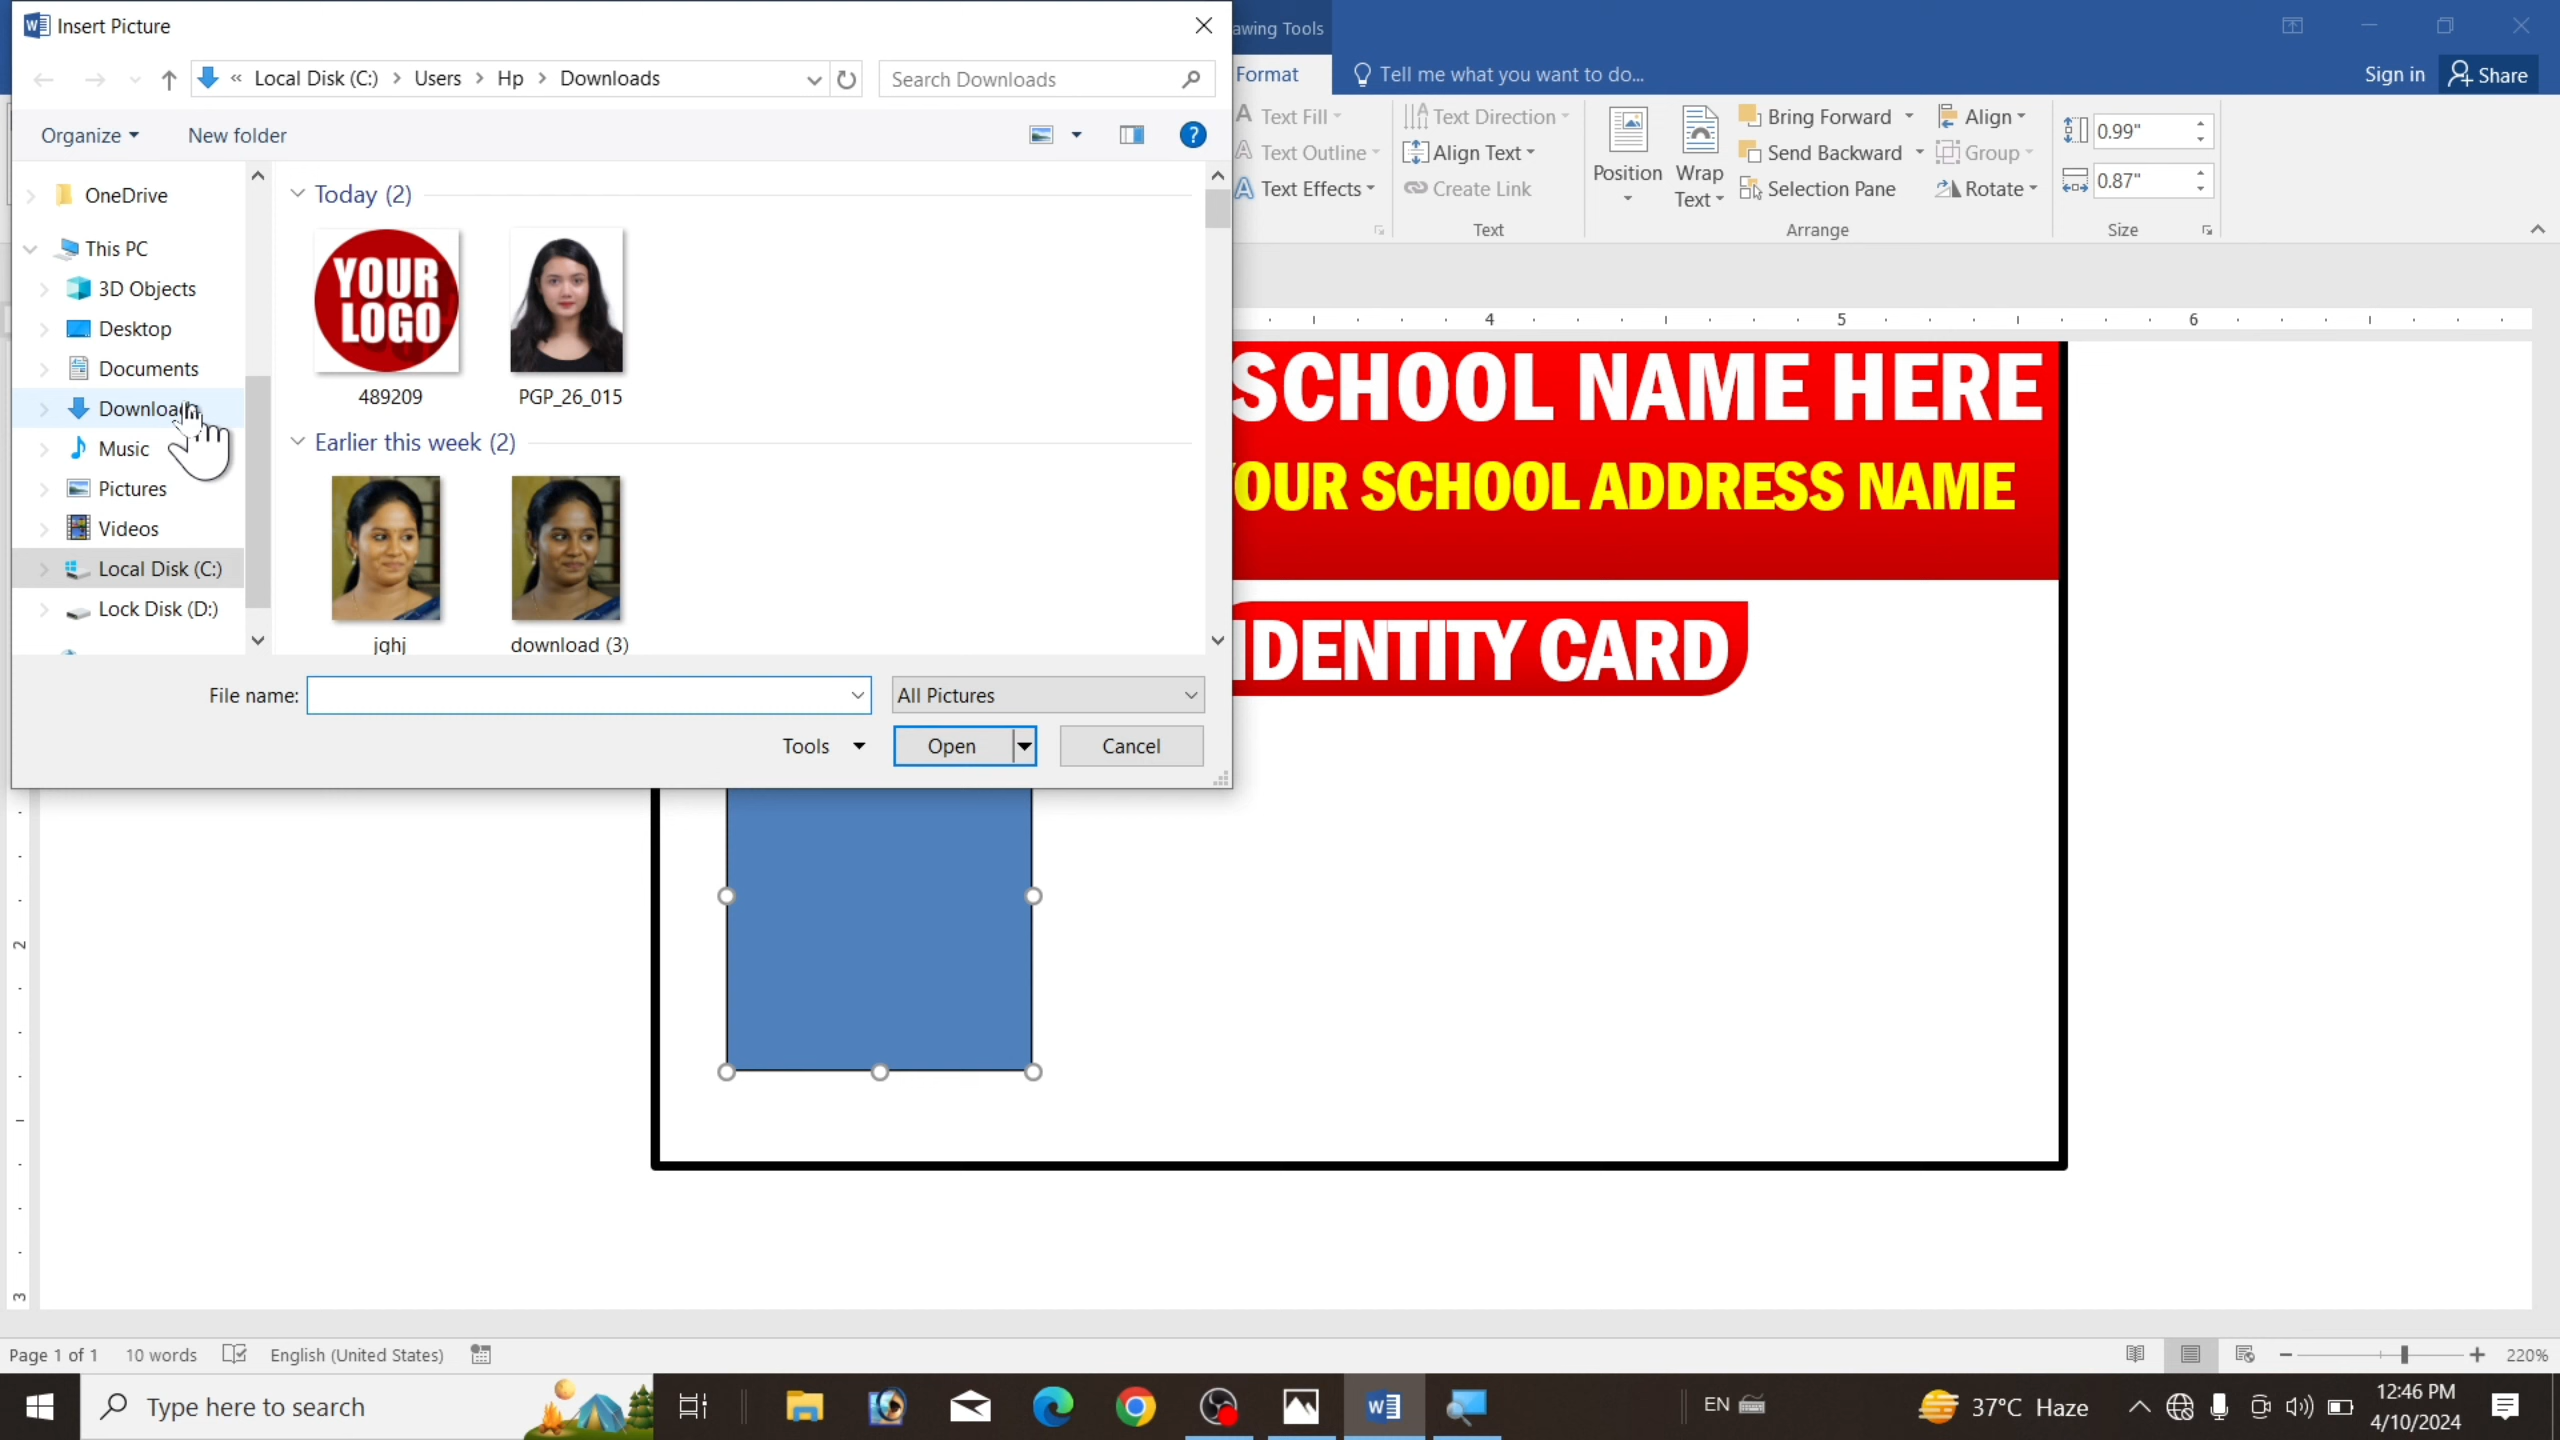 Insert Picture
« Local Disk (C:) > Users > Hp > Downloads
Search Downloads
Organize
New folder
OneDrive
This PC
3D Objects
Desktop
Documents
Downloads
Music
Pictures
Videos
Local Disk (C:)
Lock Disk (D:)
Today (2)
YOUR
LOGO
489209
PGP_26_015
Earlier this week (2)
jghj
download (3)
File name:
All Pictures
Tools
Open
Cancel
Format
Tell me what you want to do...
Sign in
Share
Text Fill
Text Outline
Text Effects
Text Direction
Align Text
Create Link
Text
Position
Wrap
Text
Bring Forward
Send Backward
Selection Pane
Align
Group
Rotate
Arrange
0.99"
0.87"
Size
4
5
6
SCHOOL NAME HERE
OUR SCHOOL ADDRESS NAME
IDENTITY CARD
2
3
Page 1 of 1
10 words
English (United States)
220%
Type here to search
EN
37°C Haze
12:46 PM
4/10/2024